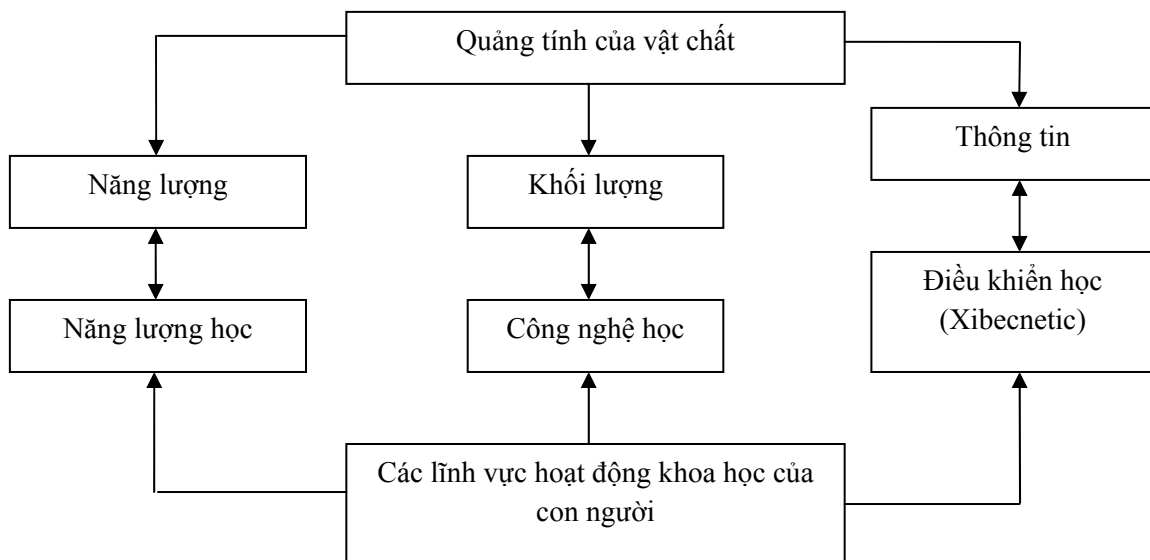 Quảng tính của vật chất
Thông tin
Năng lượng
Khối lượng
Điều khiển học
(Xibecnetic)
Năng lượng học
Công nghệ học
Các lĩnh vực hoạt động khoa học của
con người